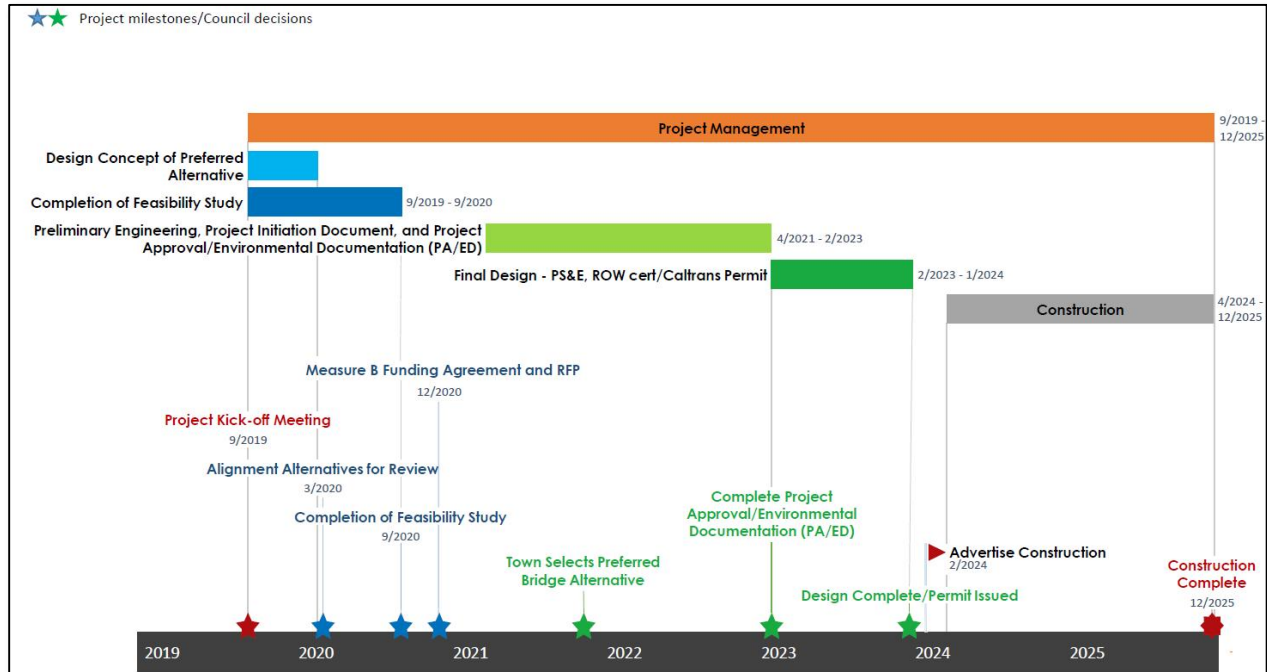 Project milestones/Council decisions
Project Management
9/2019 -
12/2025
Design Concept of Preferred
Alternative
Completion of Feasibility Study
9/2019 - 9/2020
Preliminary Engineering, Project Initiation Document, and Project
Approval/Environmental Documentation (PA/ED)
4/2021 - 2/2023
Final Design - PS&E, ROW cert/Caltrans Permit
2/2023 - 1/2024
Construction
4/2024 -
12/2025
Measure B Funding Agreement and RFP
12/2020
Project Kick-off Meeting
9/2019
Alignment Alternatives for Review
3/2020
Completion of Feasibility Study
9/2020
Town Selects Preferred
Bridge Alternative
Complete Project
Approval/Environmental
Documentation (PA/ED)
Advertise Construction
2/2024
Design Complete/Permit Issued
Construction
Complete
12/2025
2019
2020
2021
2022
2023
2024
2025